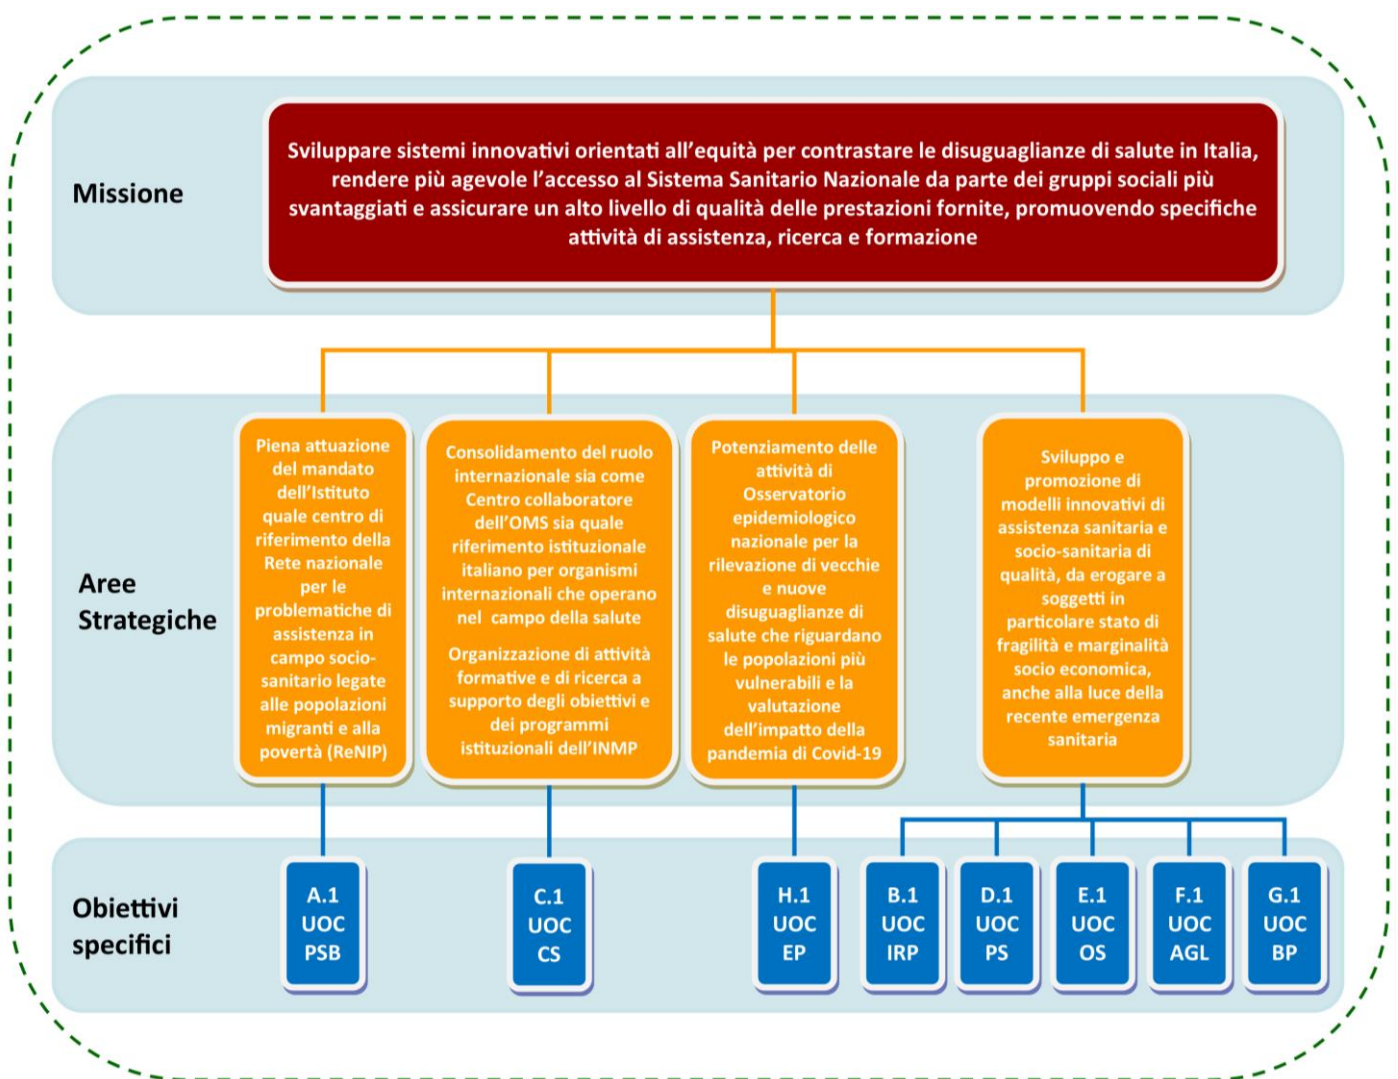 Missione
Sviluppare sistemi innovativi orientati all'equità per contrastare le disuguaglianze di salute in Italia,
rendere più agevole l'accesso al Sistema Sanitario Nazionale da parte dei gruppi sociali più
svantaggiati e assicurare un alto livello di qualità delle prestazioni fornite, promuovendo specifiche
attività di assistenza, ricerca e formazione
Aree
Strategiche
Piena attuazione
del mandato
dell'Istituto
quale centro di
riferimento della
Rete nazionale
per le
problematiche di
assistenza in
campo socio-
sanitario legate
alle popolazioni
migranti e alla
povertà (ReNIP)
Consolidamento del ruolo
internazionale sia come
Centro collaboratore
dell'OMS sia quale
riferimento istituzionale
italiano per organismi
internazionali che operano
nel campo della salute
Organizzazione di attività
formative e di ricerca a
supporto degli obiettivi e
dei programmi
istituzionali dell'INMP
Potenziamento delle
attività di
Osservatorio
epidemiologico
nazionale per la
rilevazione di vecchie
e nuove
disuguaglianze di
salute che riguardano
le popolazioni più
vulnerabili e la
valutazione
dell'impatto della
pandemia di Covid-19
Sviluppo e
promozione di
modelli innovativi di
assistenza sanitaria e
socio-sanitaria di
qualità, da erogare a
soggetti in
particolare stato di
fragilità e marginalità
socio economica,
anche alla luce della
recente emergenza
sanitaria
Obiettivi
specifici
A.1
UOC
PSB
C.1
UOC
CS
H.1
UOC
EP
B.1
UOC
IRP
D.1
UOC
PS
E.1
UOC
OS
F.1
UOC
AGL
G.1
UOC
BP